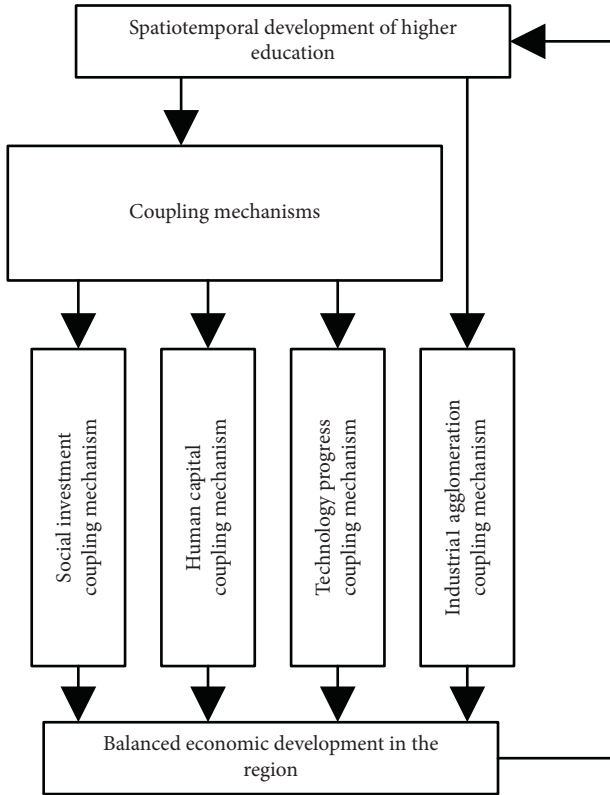 Spatiotemporal development of higher
education
Coupling mechanisms
Social investment
coupling mechanism
Human capital
coupling mechanism
Technology progress
coupling mechanism
Industrial agglomeration
coupling mechanism
Balanced economic development in the
region